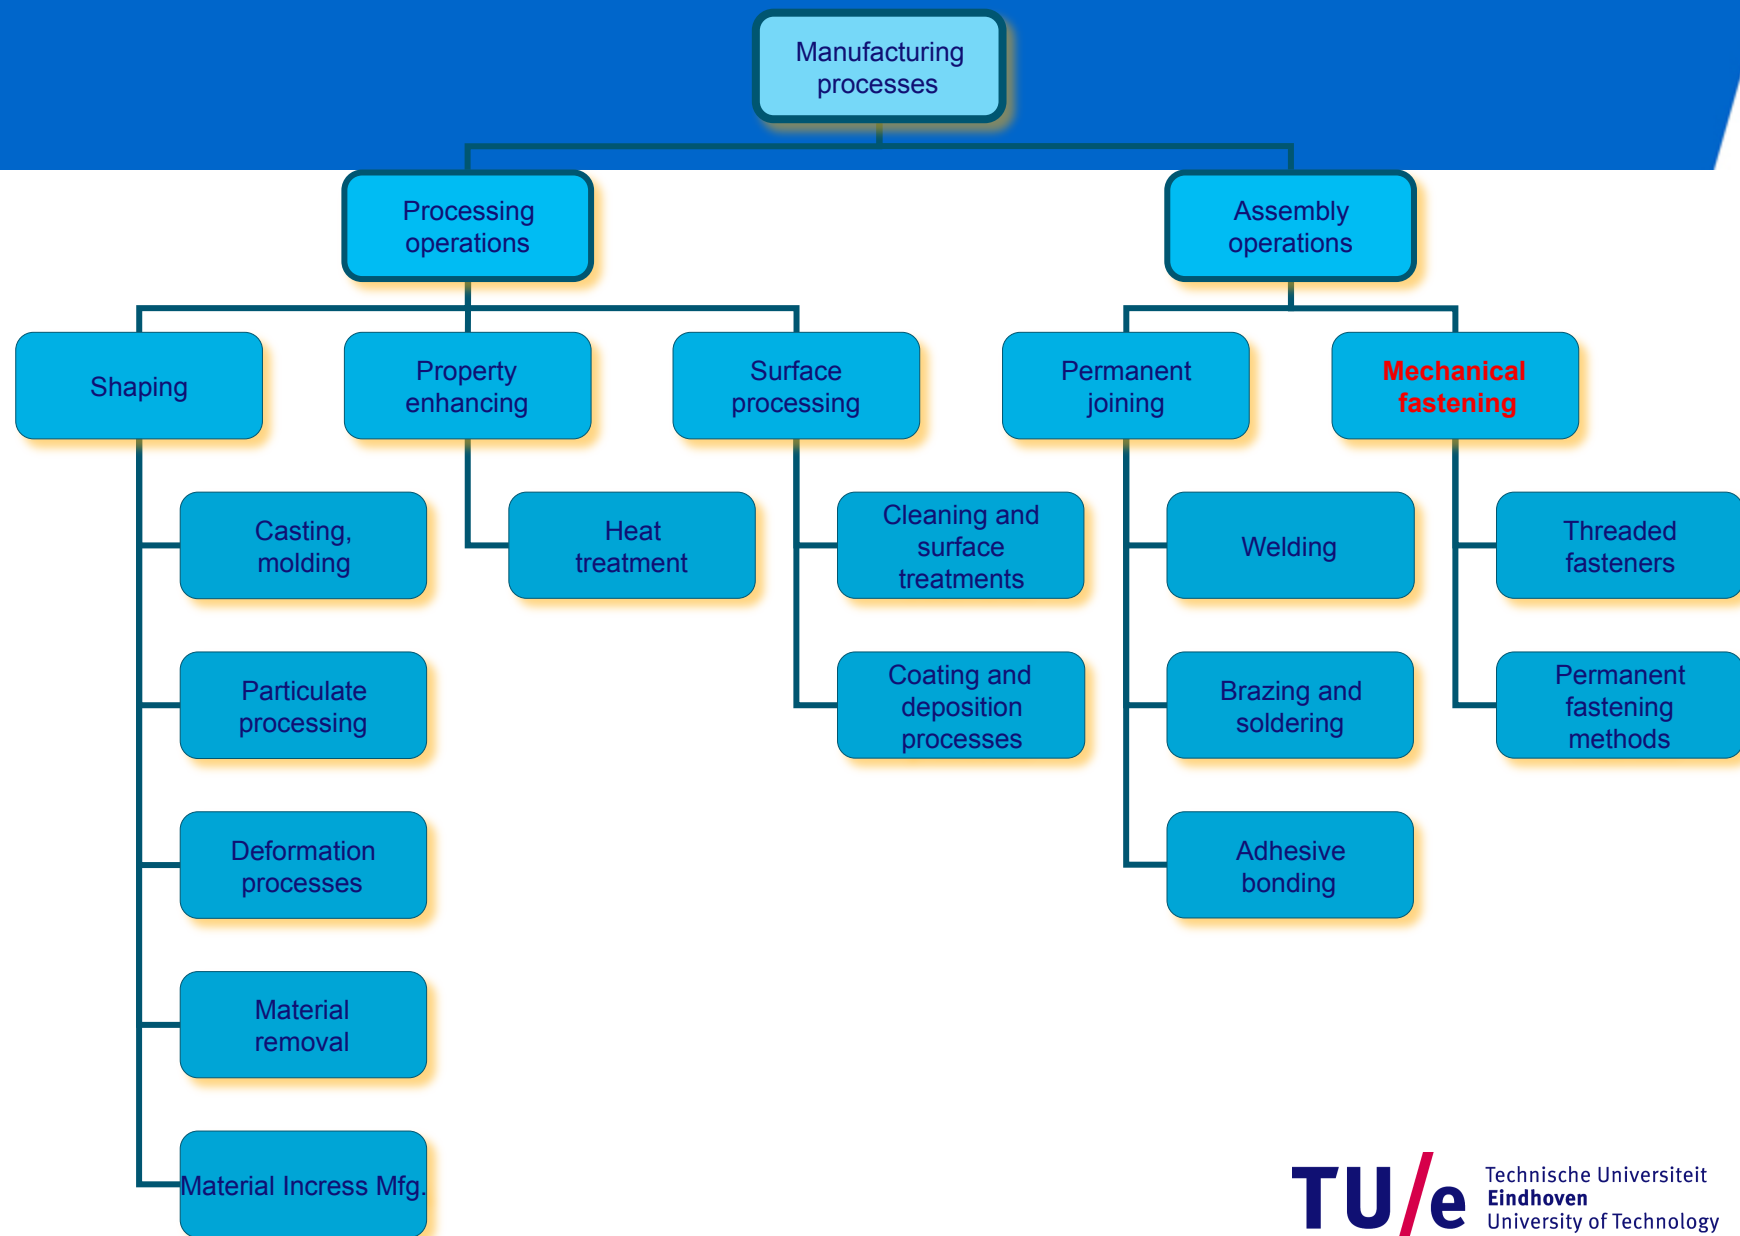 Manufacturing
processes
Processing
operations
Assembly
operations
Shaping
Property
enhancing
Surface
processing
Permanent
joining
Mechanical
fastening
Casting,
molding
Heat
treatment
Cleaning and
surface
treatments
Welding
Threaded
fasteners
Particulate
processing
Coating and
deposition
processes
Brazing and
soldering
Permanent
fastening
methods
Deformation
processes
Adhesive
bonding
Material
removal
Material Incress Mfg.
TU/e
Technische Universiteit
Eindhoven
University of Technology